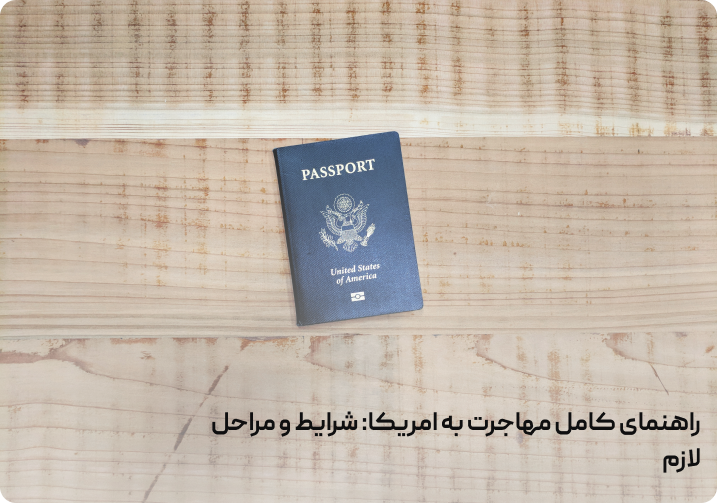 PASSPORT
United States
of America
راهنمای کامل مهاجرت به امریکا: شرایط و مراحل
لازم